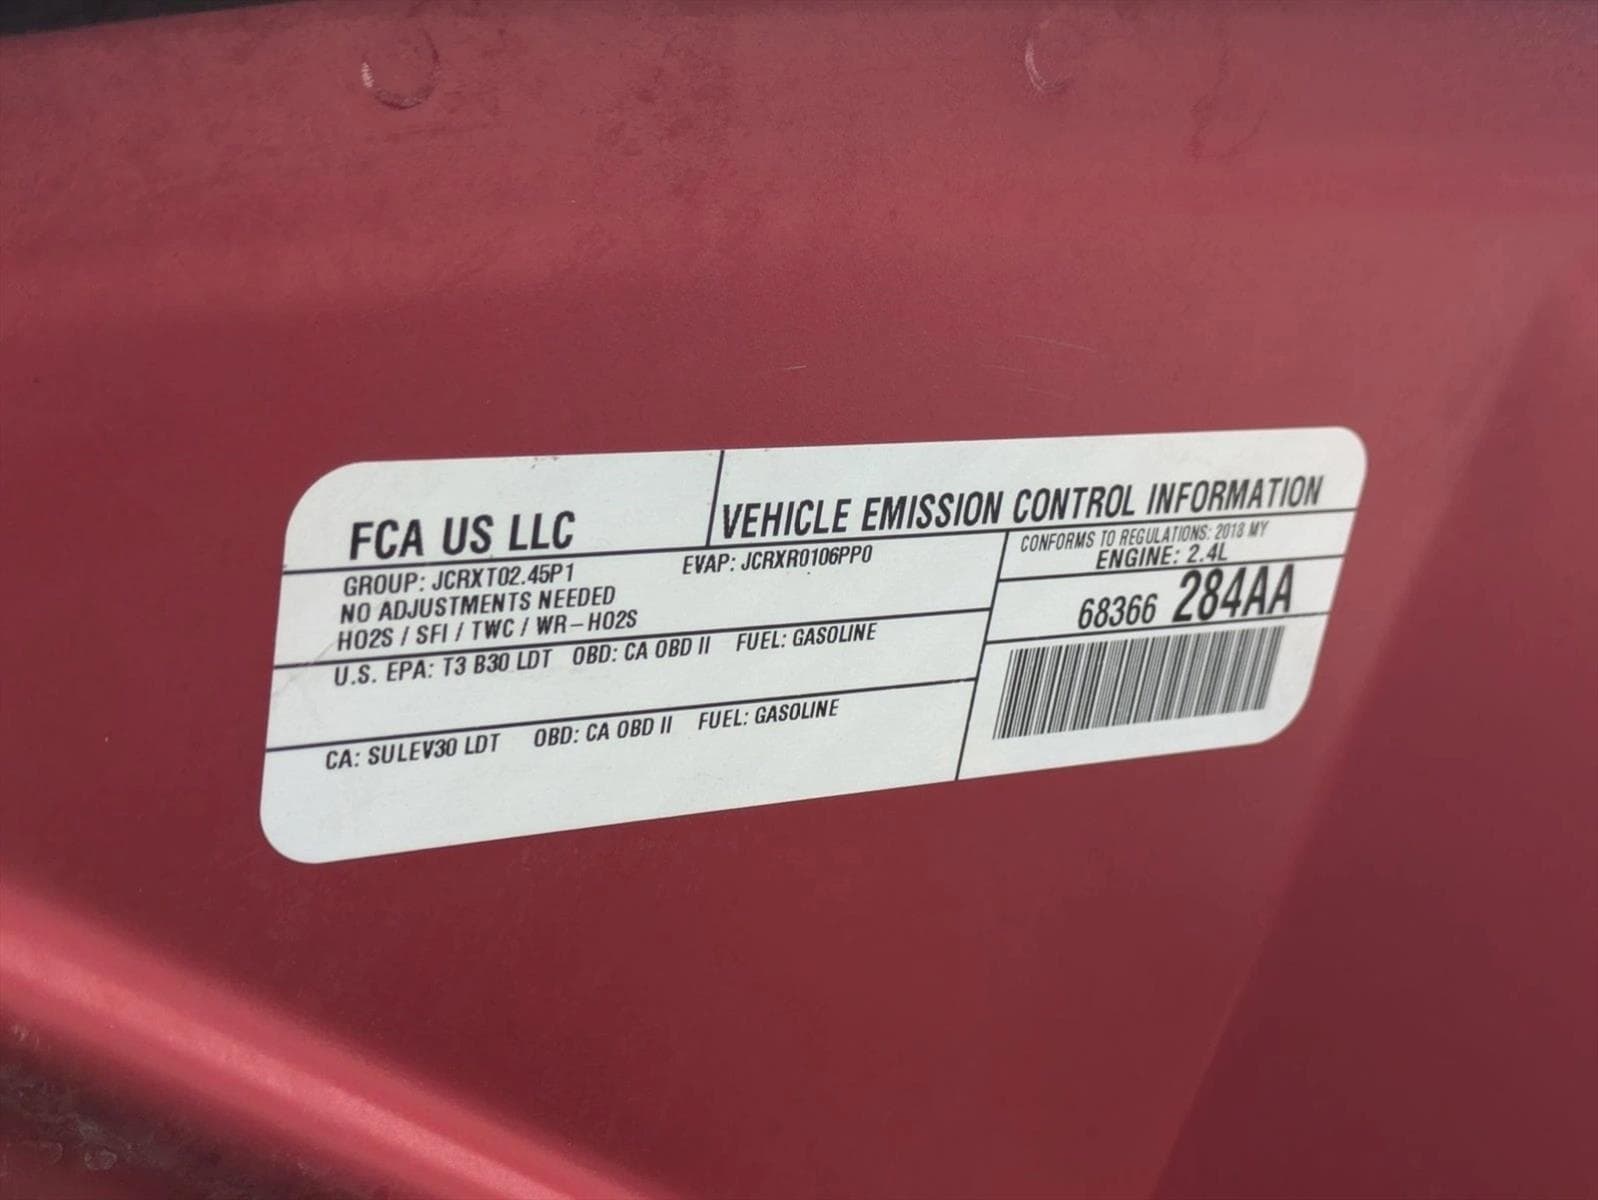 FCA US LLC
VEHICLE EMISSION CONTROL INFORMATION
GROUP: JCRXT02.45P1
EVAP: JCRXR0106PP0
NO ADJUSTMENTS NEEDED
HO2S / SFI / TWC / WR-HO2S
CONFORMS TO REGULATIONS: 2018 MY
ENGINE: 2.4L
68366 284AA
U.S. EPA: T3 B30 LDT OBD: CA OBD II FUEL: GASOLINE
CA: SULEV30 LDT OBD: CA OBD II FUEL: GASOLINE